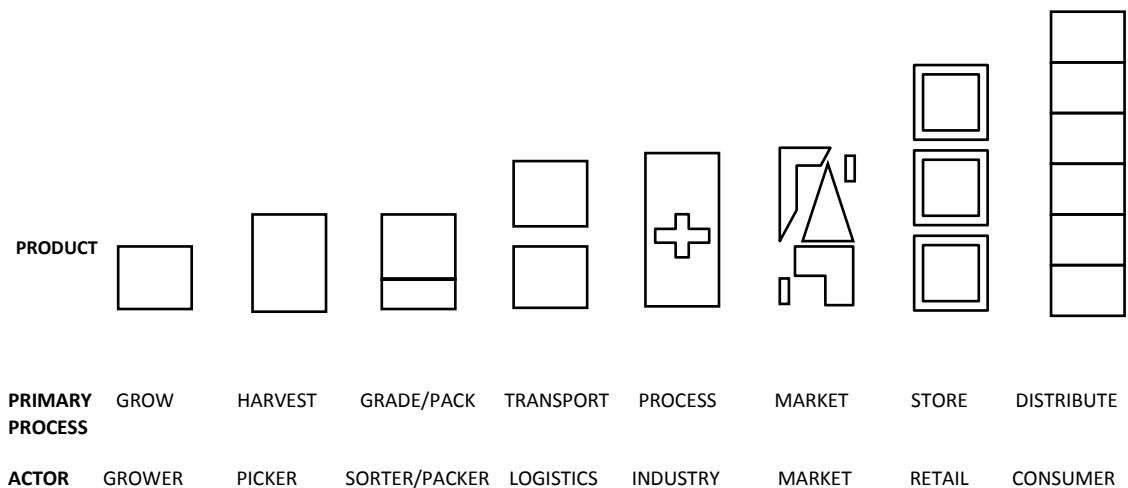 PRODUCT
PRIMARY PROCESS GROW HARVEST GRADE/PACK TRANSPORT PROCESS MARKET STORE DISTRIBUTE
ACTOR GROWER PICKER SORTER/PACKER LOGISTICS INDUSTRY MARKET RETAIL CONSUMER